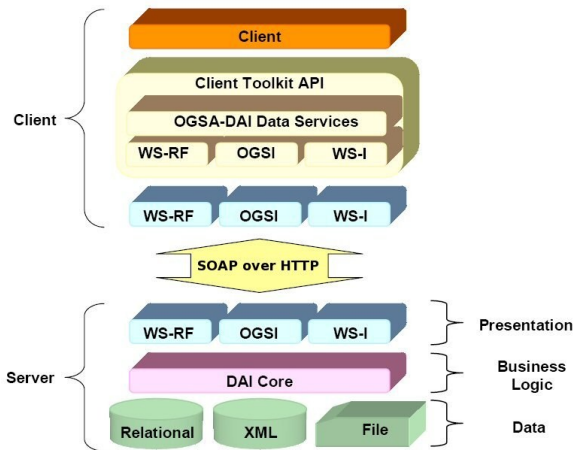 Client
Client Toolkit API
Client
OGSA-DAI Data Services
WS-RF OGSI WS-I
WS-RF OGSI WS-I
SOAP over HTTP
WS-RF OGSI WS-I
Presentation
Server
DAI Core
Business
Logic
Relational XML File
Data